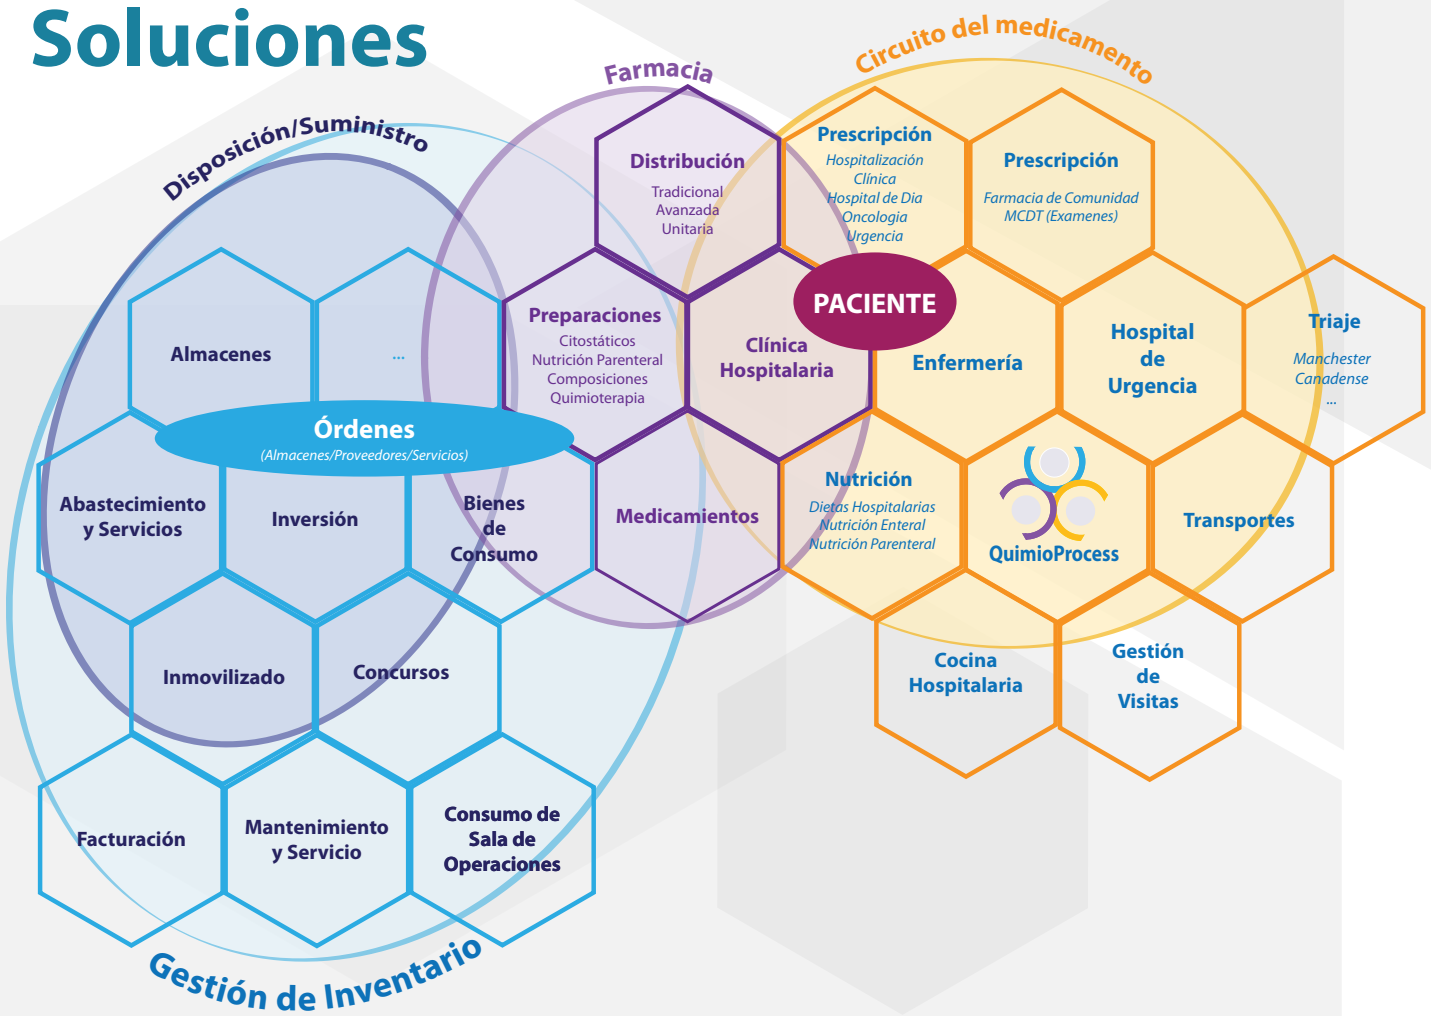 Soluciones
Disposición/Suministro
Farmacia
Circuito del medicamento
Distribución
Tradicional
Avanzada
Unitaria
Prescripción
Hospitalización
Clínica
Hospital de Dia
Oncologia
Urgencia
Prescripción
Farmacia de Comunidad
MCDT (Examenes)
Almacenes
...
Preparaciones
Citostáticos
Nutrición Parenteral
Composiciones
Quimioterapia
Clínica
Hospitalaria
PACIENTE
Enfermería
Hospital
de
Urgencia
Triaje
Manchester
Canadense
...
Órdenes
(Almacenes/Proveedores/Servicios)
Abastecimiento
y Servicios
Inversión
Bienes
de
Consumo
Medicamientos
Nutrición
Dietas Hospitalarias
Nutrición Enteral
Nutrición Parenteral
QuimioProcess
Transportes
Inmovilizado
Concursos
Cocina
Hospitalaria
Gestión
de
Visitas
Facturación
Mantenimiento
y Servicio
Consumo de
Sala de
Operaciones
Gestión de Inventario